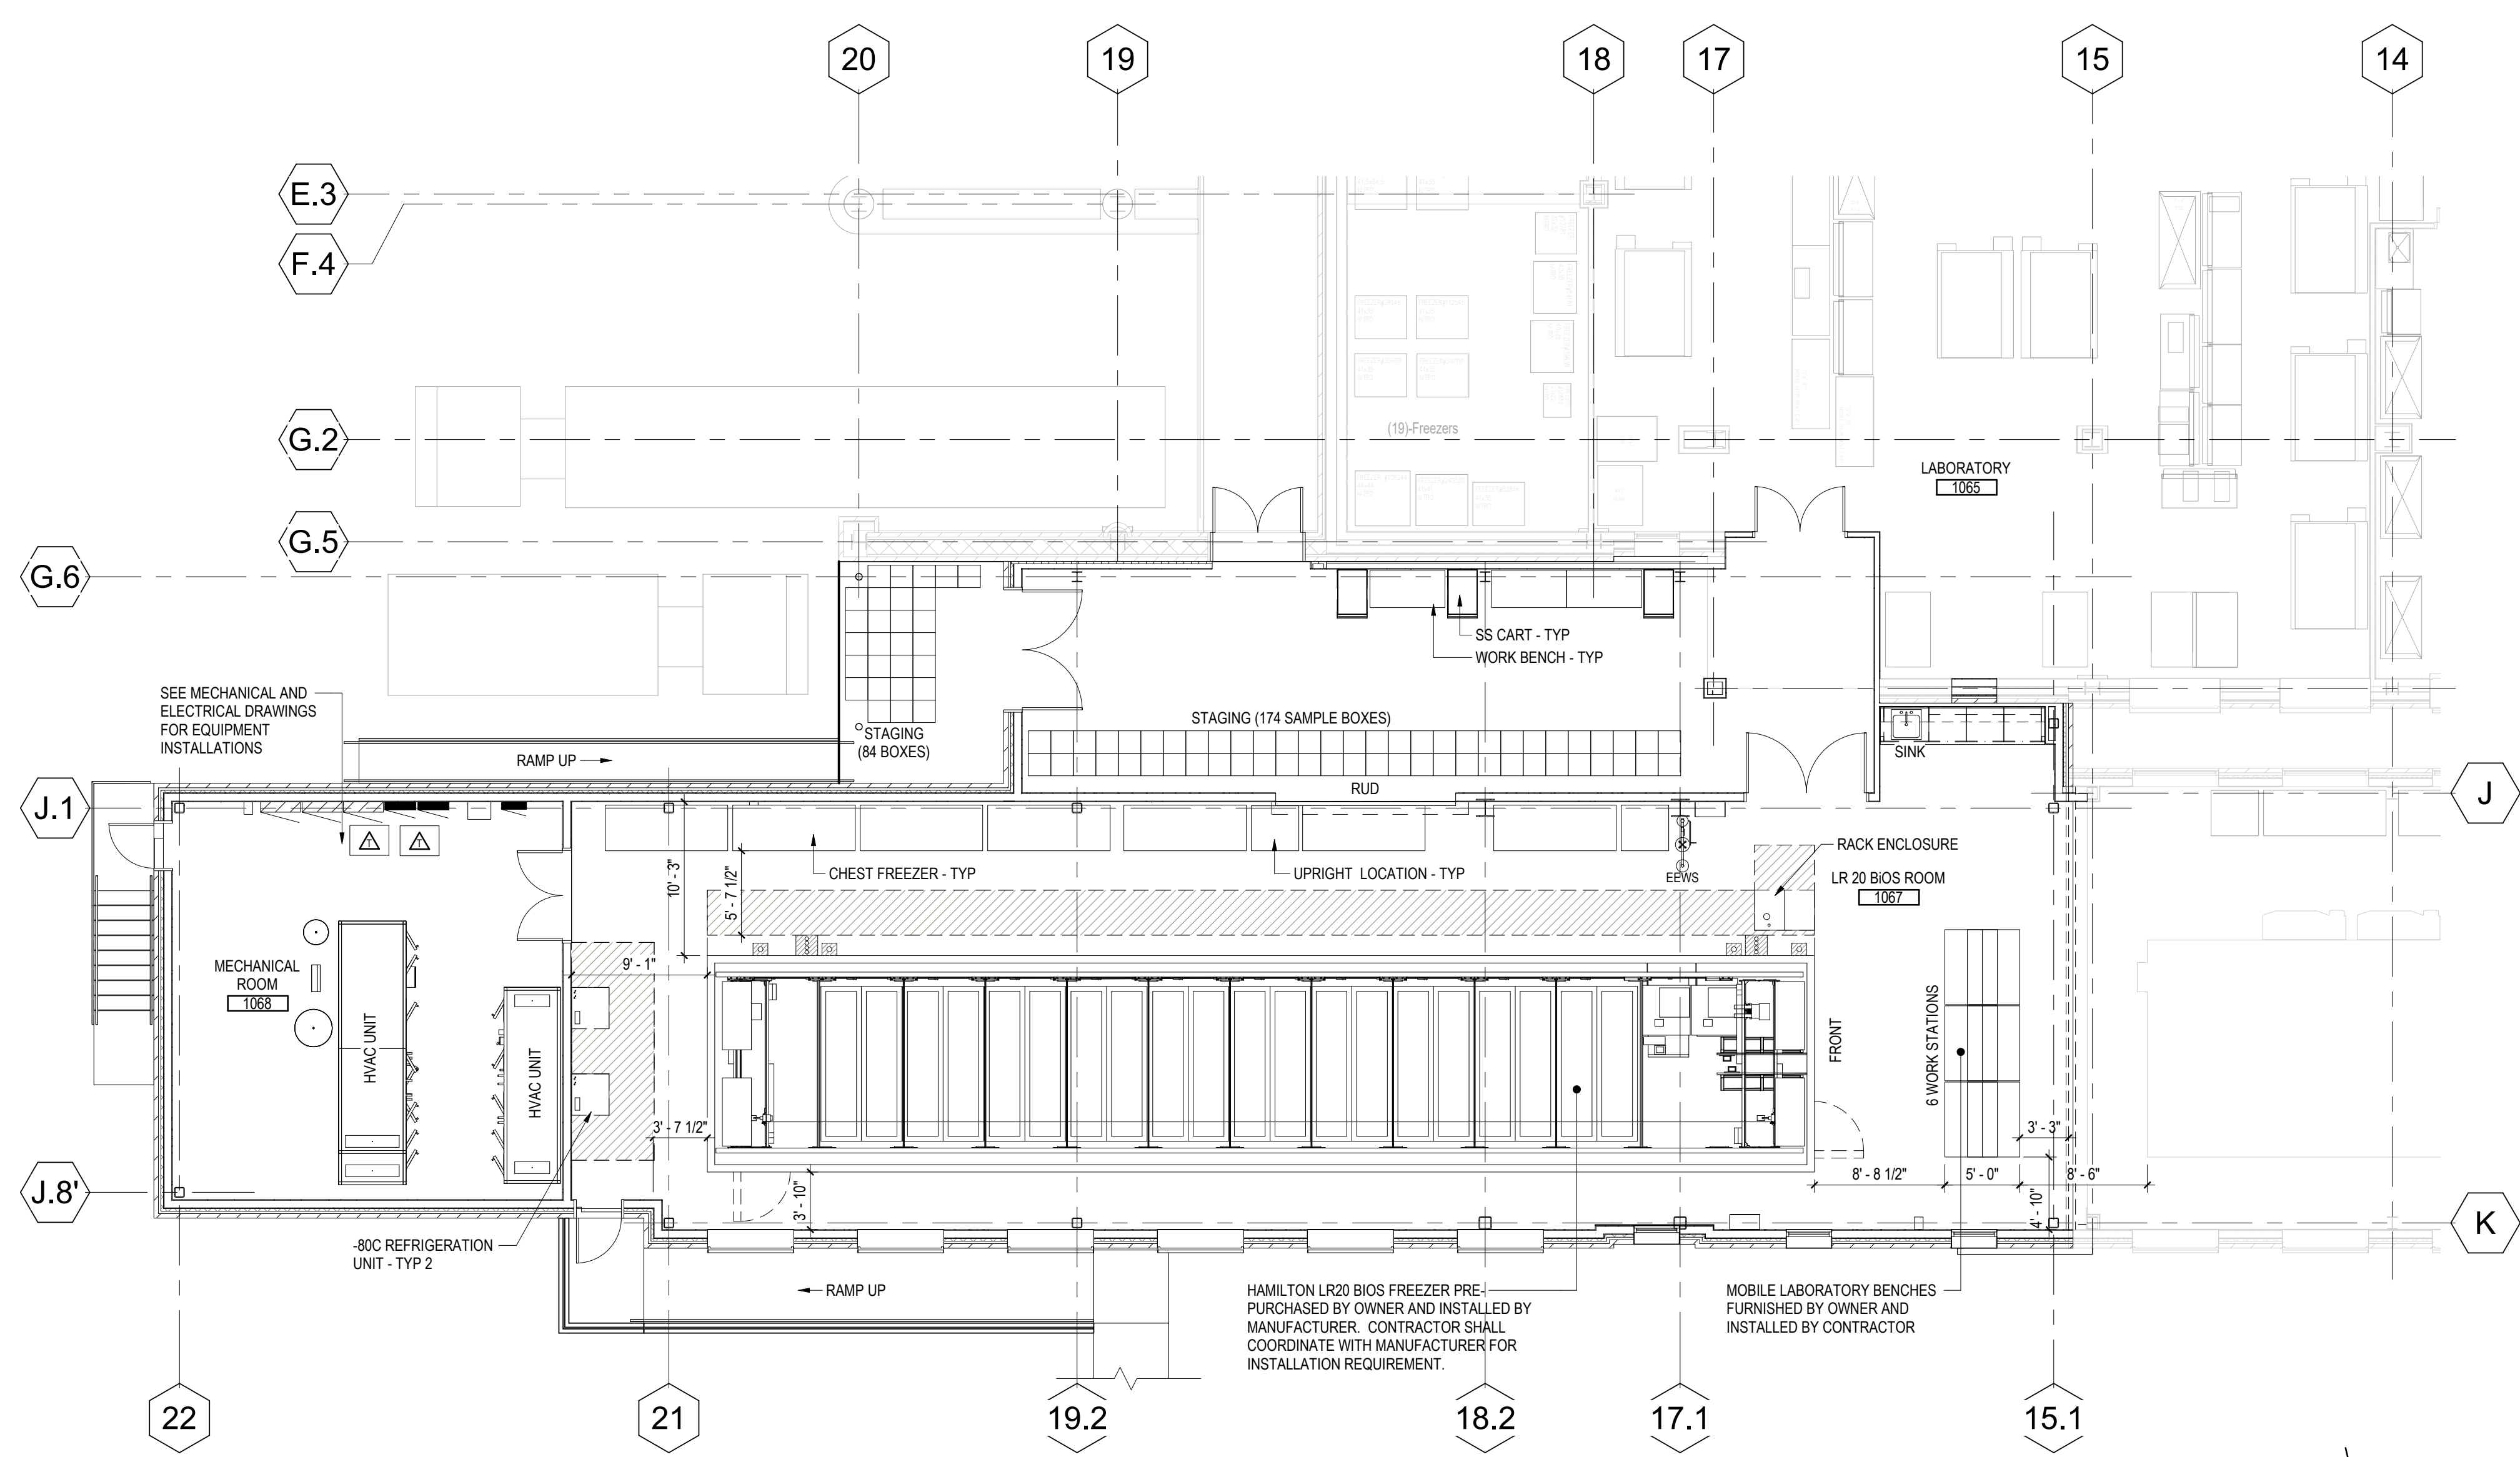 20
19
18
17
15
14
E.3
F.4
G.2
(19)-Freezers
LABORATORY
1065
G.5
G.6
SS CART - TYP
WORK BENCH - TYP
SEE MECHANICAL AND
ELECTRICAL DRAWINGS
FOR EQUIPMENT
INSTALLATIONS
STAGING
(84 BOXES)
STAGING (174 SAMPLE BOXES)
RUD
SINK
RAMP UP
J.1
J
T
T
CHEST FREEZER - TYP
UPRIGHT LOCATION - TYP
EEWS
RACK ENCLOSURE
LR 20 BiOS ROOM
1067
10' - 3"
5' - 7 1/2"
9' - 1"
MECHANICAL
ROOM
1068
HVAC UNIT
HVAC UNIT
FRONT
6 WORK STATIONS
3' - 7 1/2"
3' - 3"
8' - 8 1/2"
5' - 0"
8' - 6"
3' - 10"
4' - 10"
J.8'
K
-80C REFRIGERATION
UNIT - TYP 2
RAMP UP
HAMILTON LR20 BIOS FREEZER PRE-
PURCHASED BY OWNER AND INSTALLED BY
MANUFACTURER. CONTRACTOR SHALL
COORDINATE WITH MANUFACTURER FOR
INSTALLATION REQUIREMENT.
MOBILE LABORATORY BENCHES
FURNISHED BY OWNER AND
INSTALLED BY CONTRACTOR
22
21
19.2
18.2
17.1
15.1